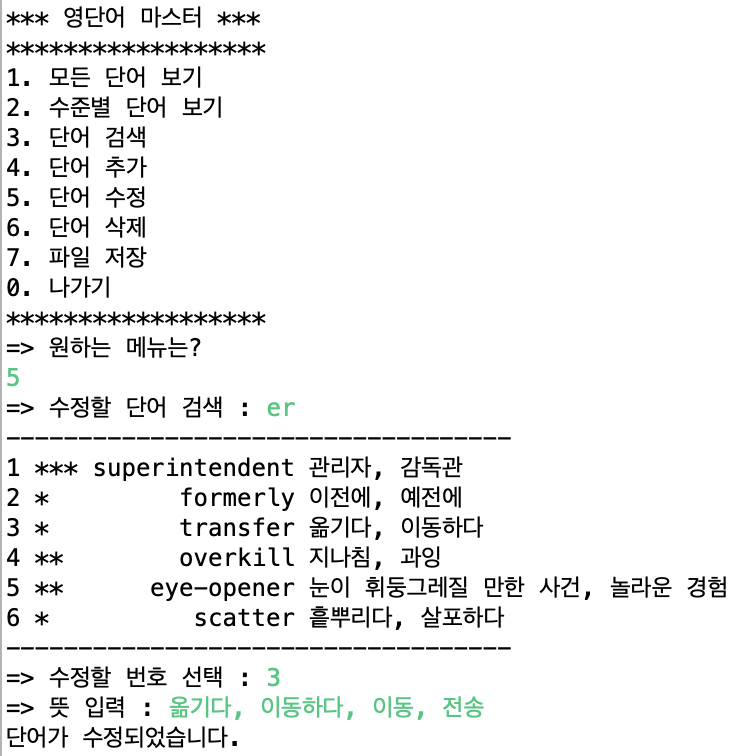 *** 영단어 마스터 ***
******************
1. 모든 단어 보기
2. 수준별 단어 보기
3. 단어 검색
4. 단어 추가
5. 단어 수정
6. 단어 삭제
7. 파일 저장
0. 나가기
******************
=> 원하는 메뉴는?
5
=> 수정할 단어 검색 : er
-----------------------------------
1 *** superintendent 관리자, 감독관
2 *         formerly 이전에, 예전에
3 *         transfer 옮기다, 이동하다
4 **        overkill 지나침, 과잉
5 **      eye-opener 눈이 휘둥그레질 만한 사건, 놀라운 경험
6 *          scatter 흩뿌리다, 살포하다
-----------------------------------
=> 수정할 번호 선택 : 3
=> 뜻 입력 : 옮기다, 이동하다, 이동, 전송
단어가 수정되었습니다.